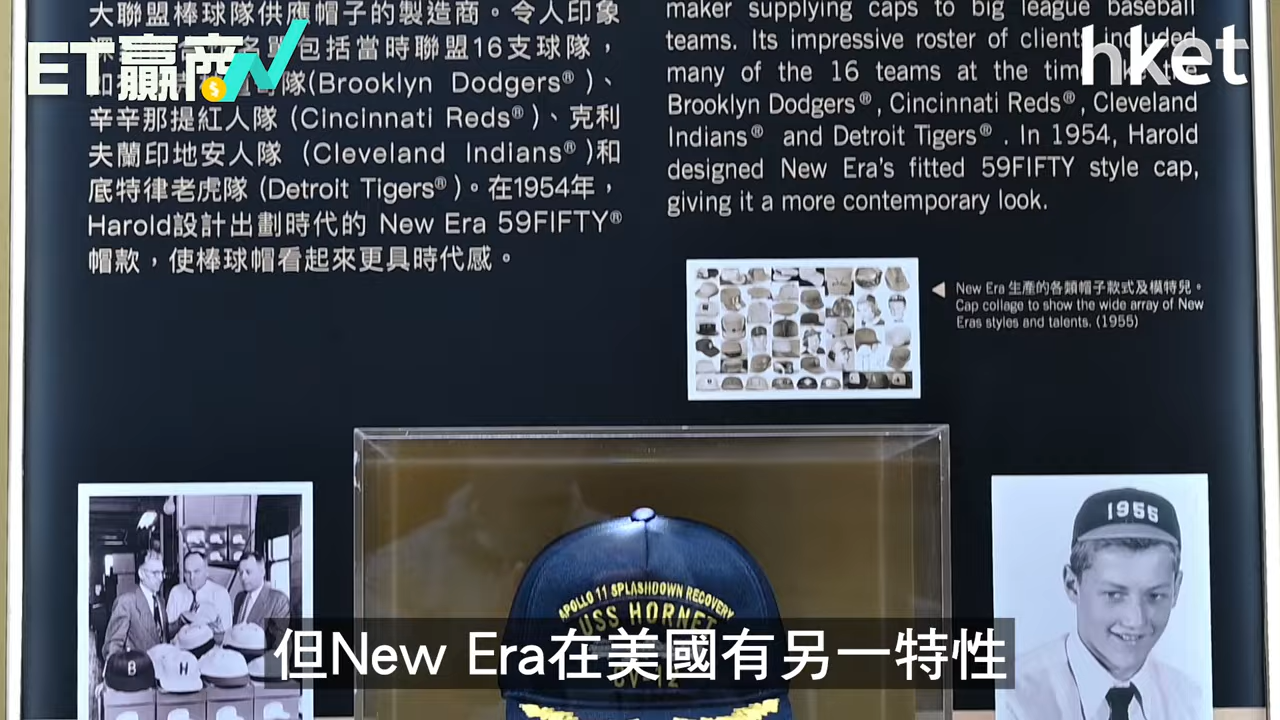 大聯盟棒球隊供應帽子的製造商。令人印象
包括當時聯盟16支球隊，
隊(Brooklyn Dodgers®)、
辛辛那提紅人隊 (Cincinnati Reds®)、克利
夫蘭印地安人隊 (Cleveland Indians®)和
底特律老虎隊 (Detroit Tigers®)。在1954年，
Harold設計出劃時代的 New Era 59FIFTY®
帽款，使棒球帽看起來更具時代感。
maker supplying caps to big league baseball
teams. Its impressive roster of clients included
many of the 16 teams at the time
Brooklyn Dodgers®, Cincinnati Reds®, Cleveland
Indians® and Detroit Tigers®. In 1954, Harold
designed New Era's fitted 59FIFTY style cap,
giving it a more contemporary look.
ET贏商
hket
New Era 生產的各類帽子款式及模特兒。
Cap collage to show the wide array of New
Eras styles and talents. (1955)
1955
APOLLO 11 SPLASHDOWN RECOVERY
USS HORNET
CV-12
B
H
但New Era在美國有另一特性